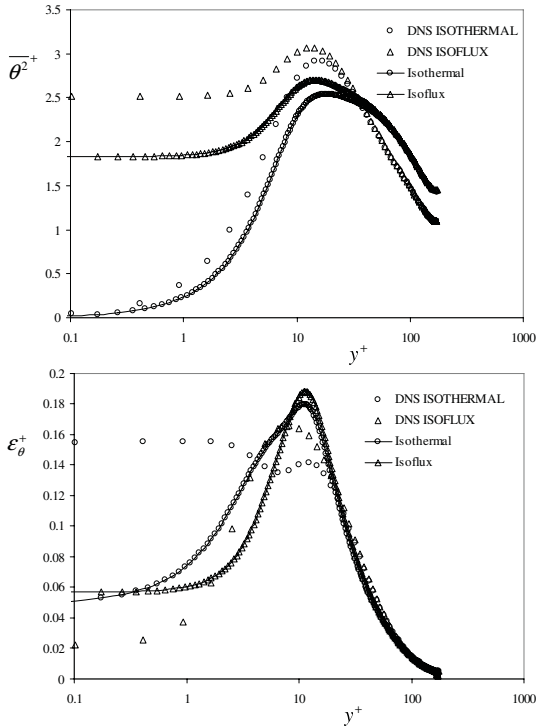 3.5
3
2.5
2
1.5
1
0.5
0
θ²⁺
DNS ISOTHERMAL
DNS ISOFLUX
Isothermal
Isoflux
0.1 1 10 100 1000
y⁺
0.2
0.18
0.16
0.14
0.12
0.1
0.08
0.06
0.04
0.02
0
ε_θ⁺
DNS ISOTHERMAL
DNS ISOFLUX
Isothermal
Isoflux
0.1 1 10 100 1000
y⁺